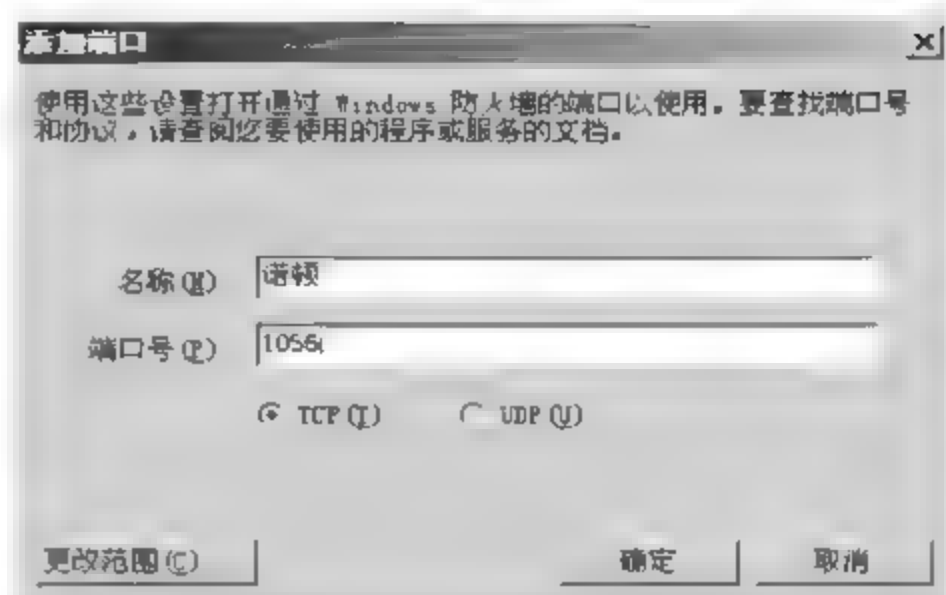 添加端口
使用这些设置打开通过 Windows 防火墙的端口以使用。要查找端口号
和协议，请查阅您要使用的程序或服务的文档。
名称(N)
诺顿
端口号(P)
1056
TCP(T) UDP(U)
更改范围(C) 确定 取消